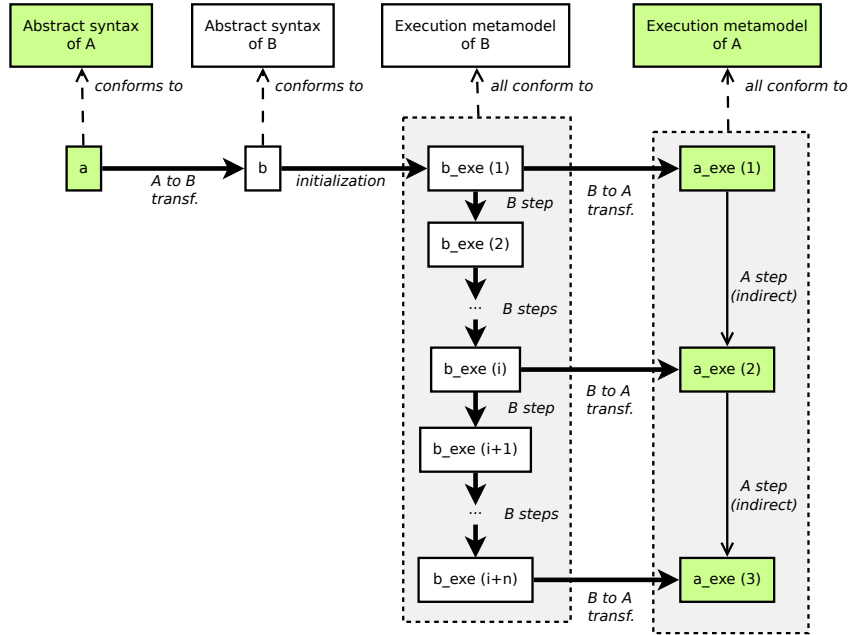 Abstract syntax
of A
Abstract syntax
of B
Execution metamodel
of B
Execution metamodel
of A
conforms to
conforms to
all conform to
all conform to
a
A to B
transf.
b
initialization
b_exe (1)
B to A
transf.
a_exe (1)
B step
b_exe (2)
A step
(indirect)
...
B steps
b_exe (i)
B to A
transf.
a_exe (2)
B step
b_exe (i+1)
A step
(indirect)
...
B steps
b_exe (i+n)
B to A
transf.
a_exe (3)